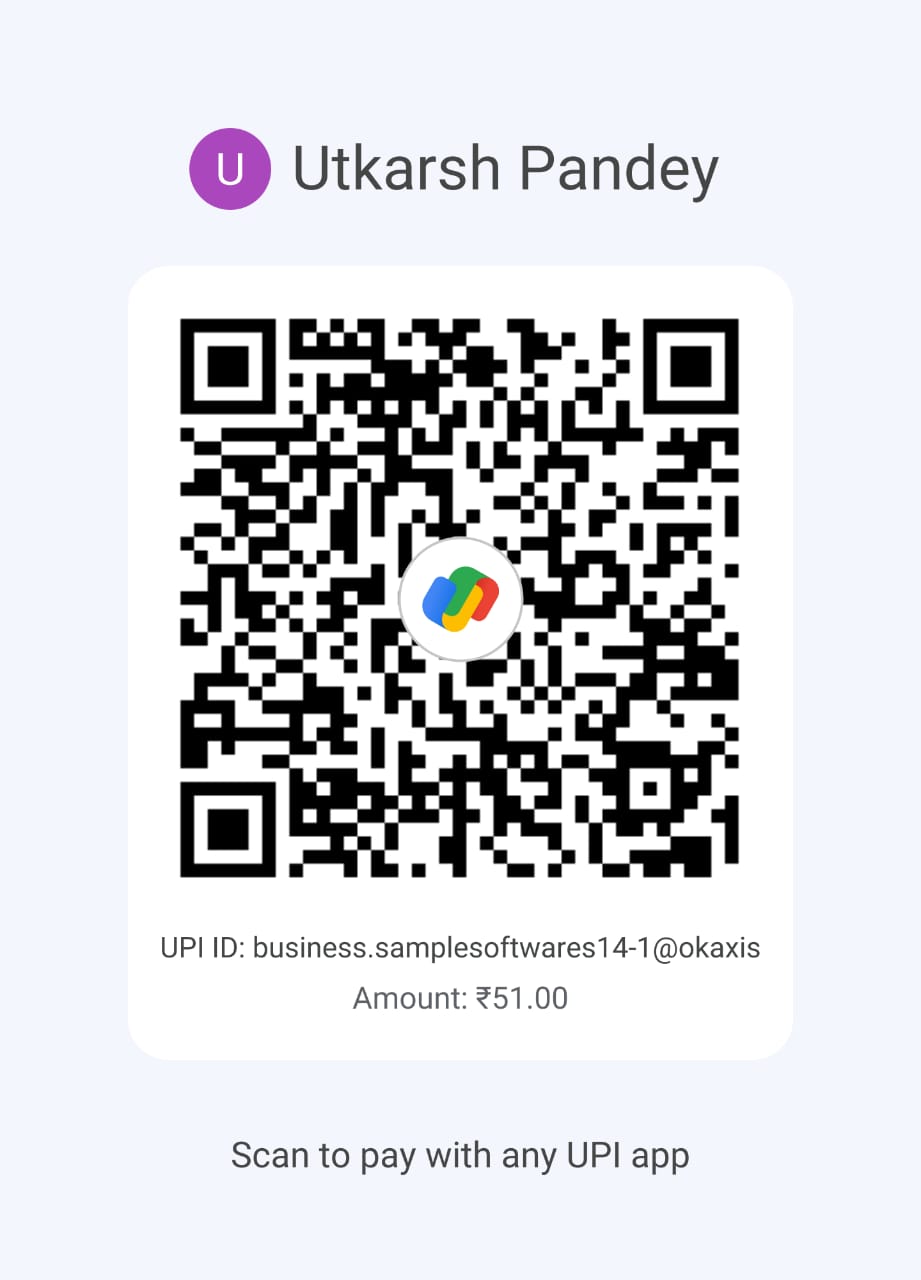 U Utkarsh Pandey
UPI ID: business.samplesoftwares14-1@okaxis
Amount: ₹51.00
Scan to pay with any UPI app